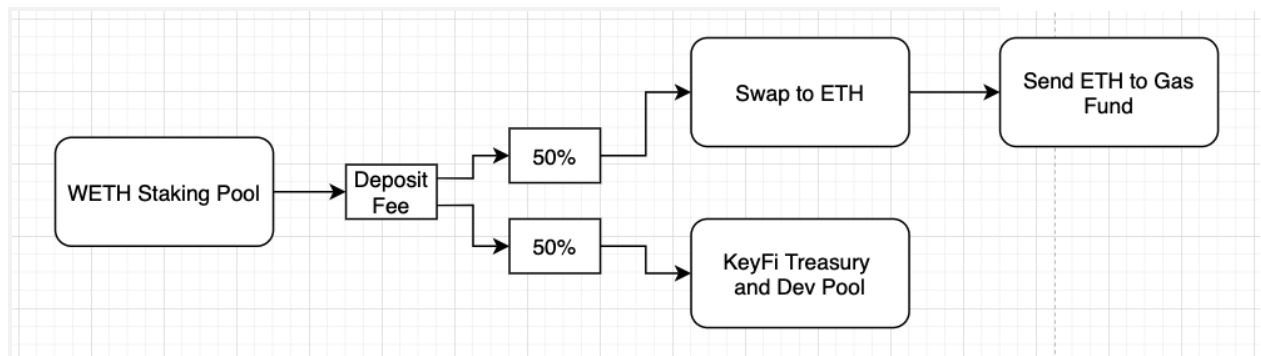 WETH Staking Pool
Deposit
Fee
50%
Swap to ETH
Send ETH to Gas
Fund
50%
KeyFi Treasury
and Dev Pool